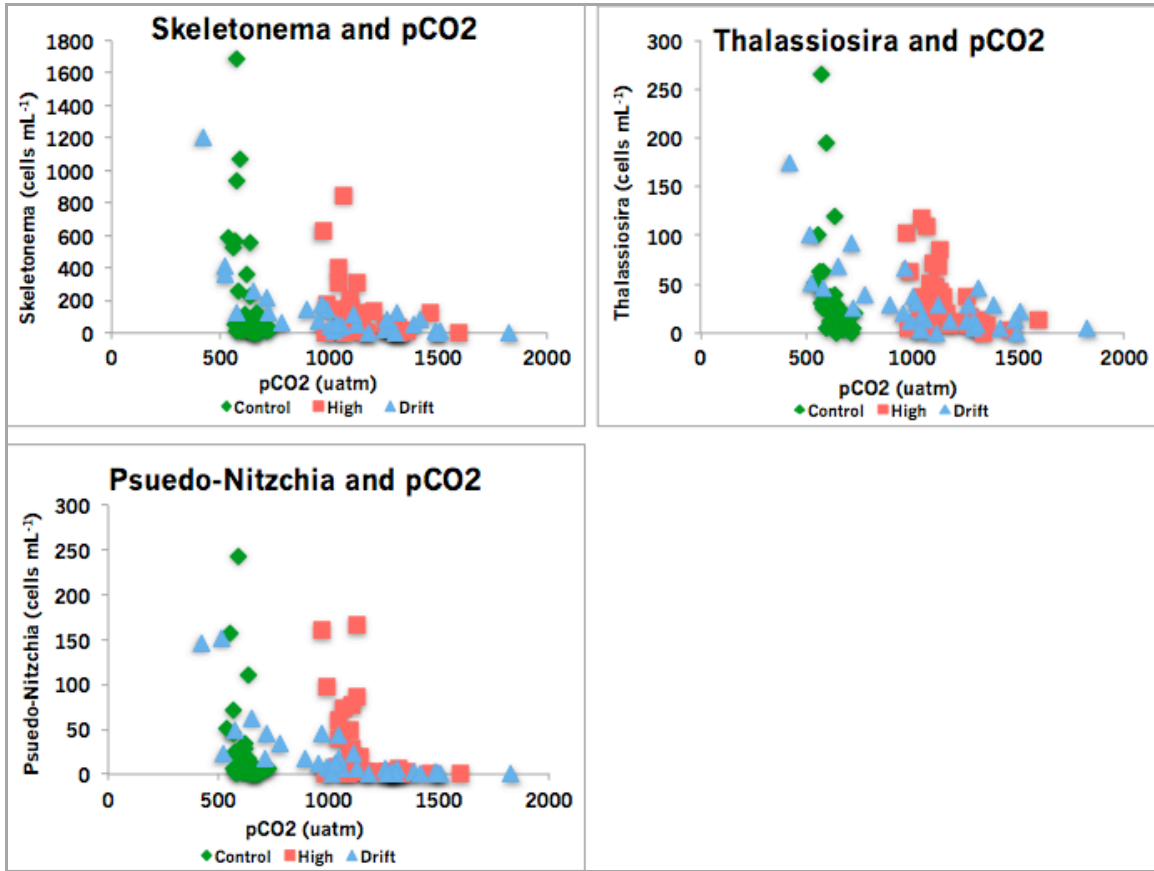 Skeletonema and pCO2
1800
1600
1400
1200
1000
800
600
400
200
0
Skeletonema (cells mL⁻¹)
0 500 1000 1500 2000
pCO2 (uatm)
Control High Drift
Thalassiosira and pCO2
300
250
200
150
100
50
0
Thalassiosira (cells mL⁻¹)
0 500 1000 1500 2000
pCO2 (uatm)
Control High Drift
Psuedo-Nitzchia and pCO2
300
250
200
150
100
50
0
Psuedo-Nitzchia (cells mL⁻¹)
0 500 1000 1500 2000
pCO2 (uatm)
Control High Drift